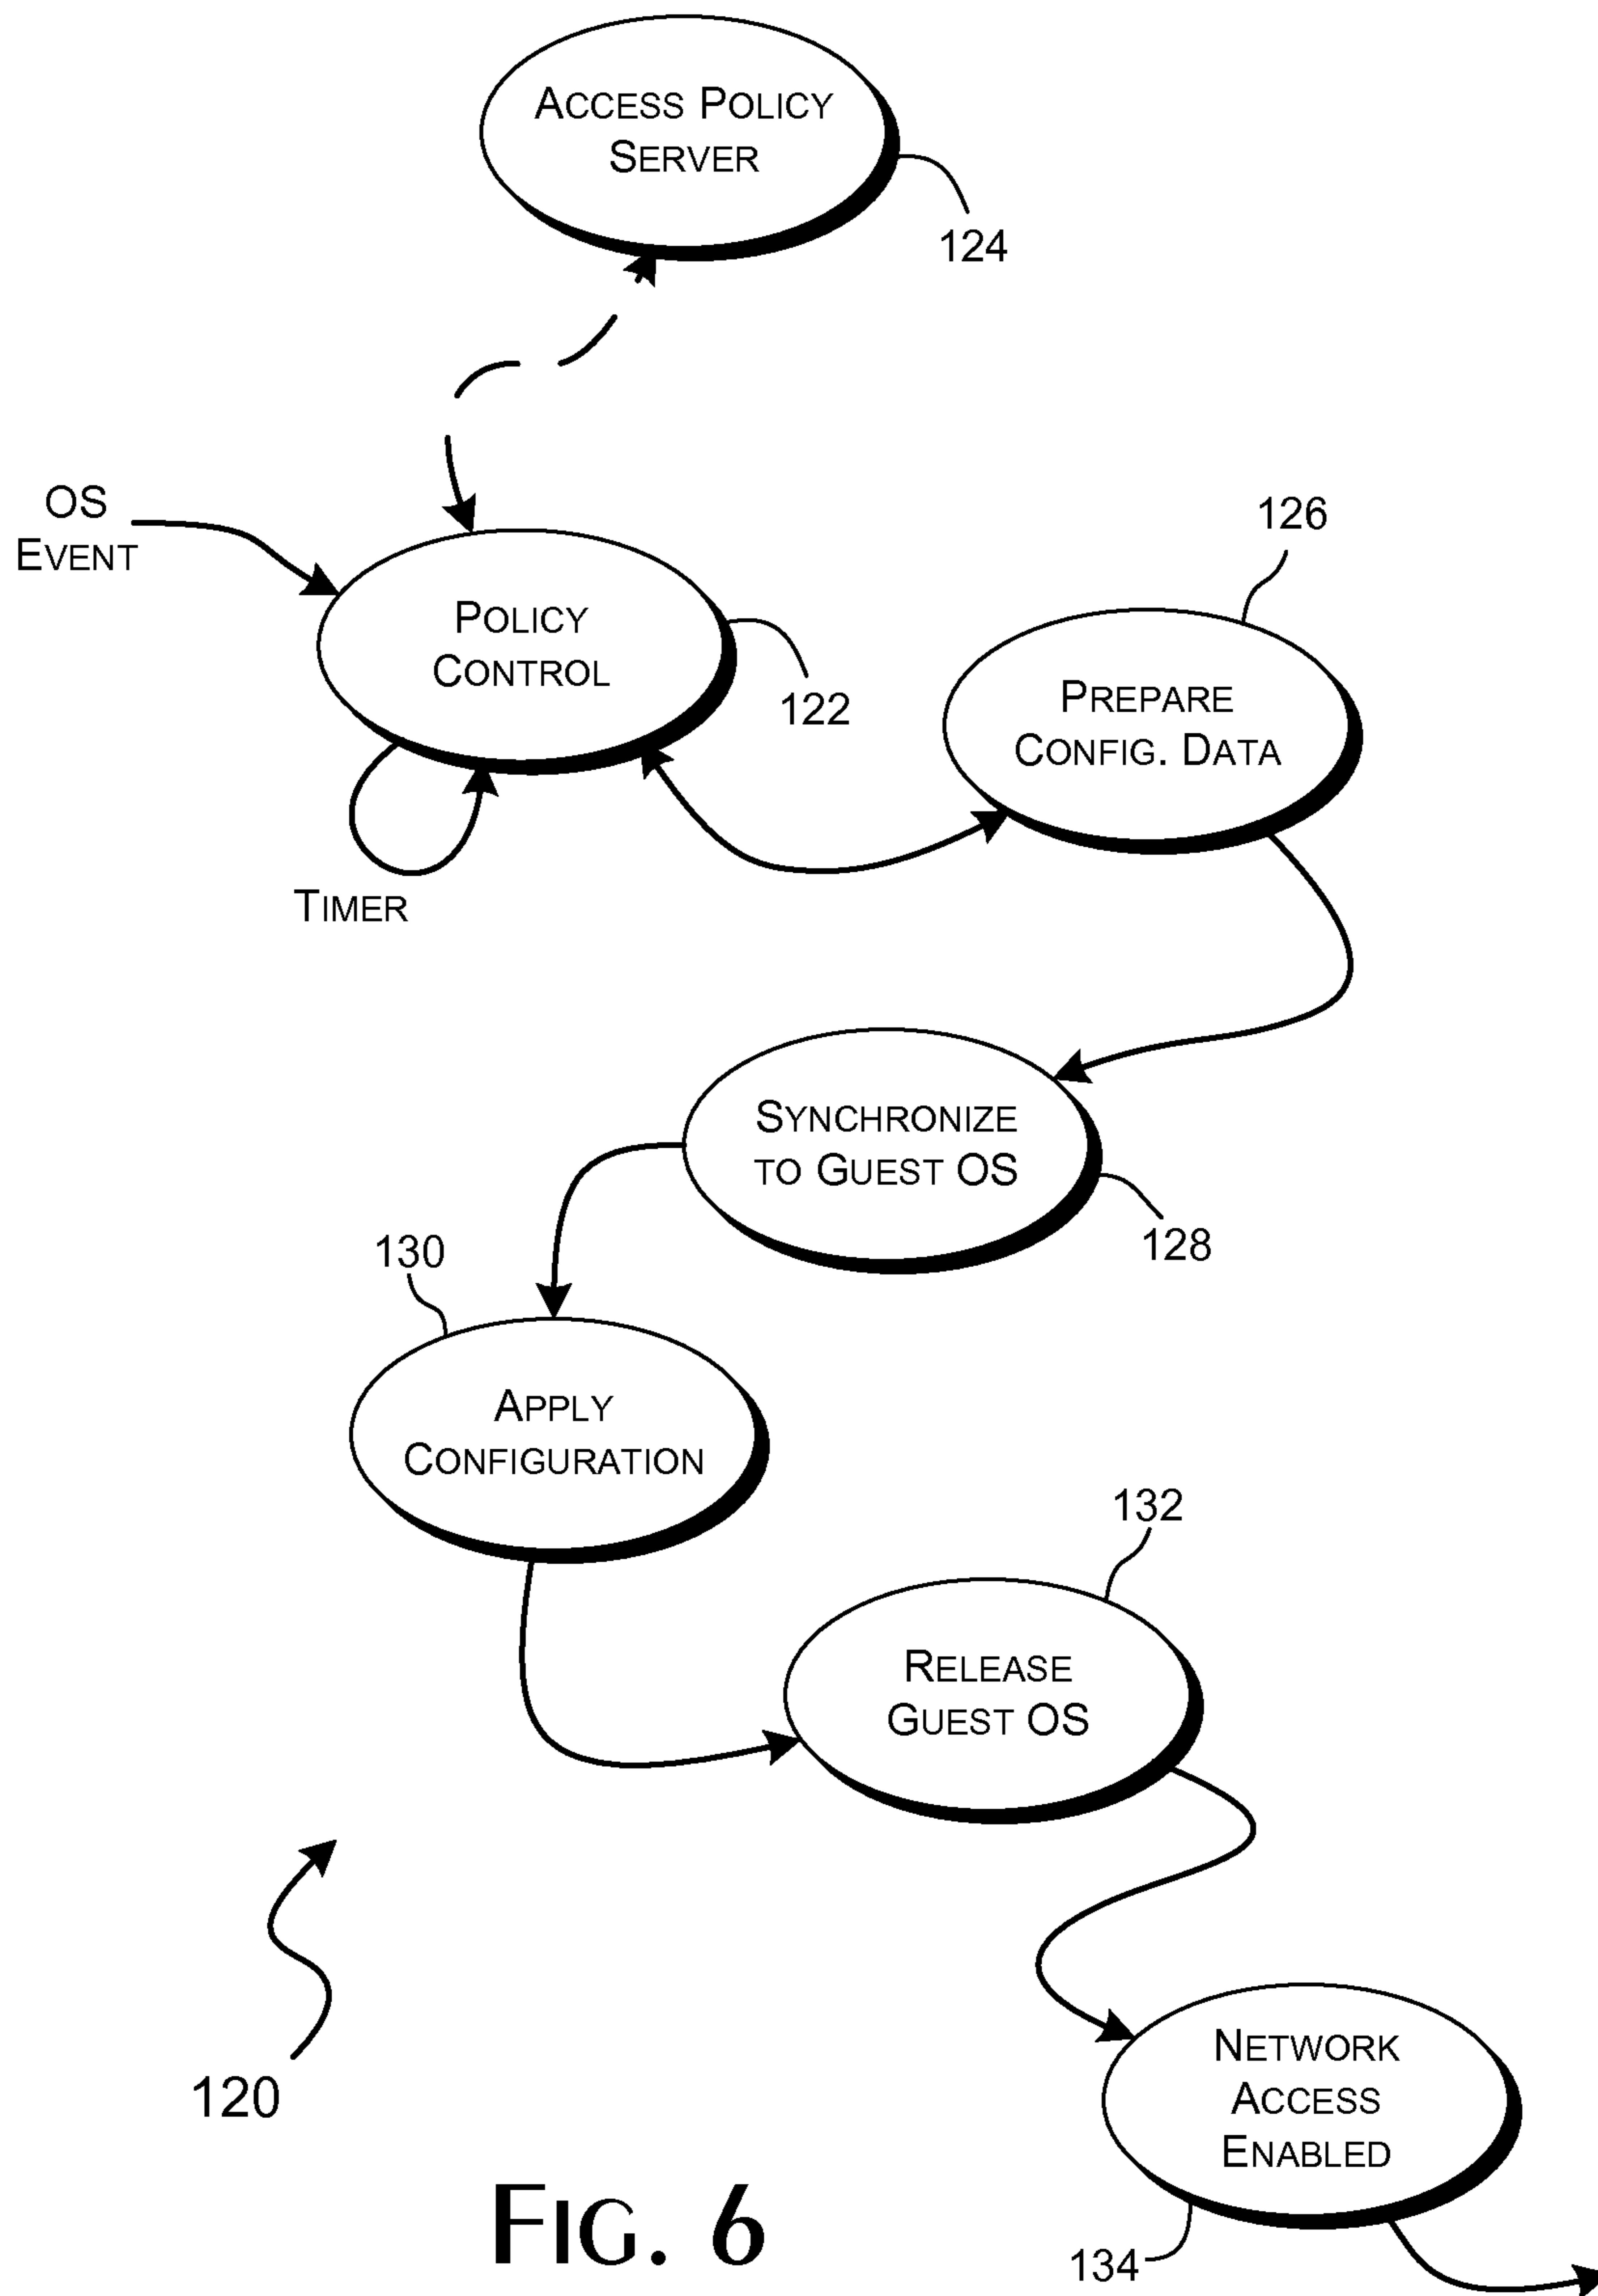 ACCESS POLICY
SERVER
124
OS
EVENT
126
POLICY
CONTROL
122
PREPARE
CONFIG. DATA
TIMER
SYNCHRONIZE
TO GUEST OS
128
130
APPLY
CONFIGURATION
132
RELEASE
GUEST OS
120
NETWORK
ACCESS
ENABLED
134
FIG. 6